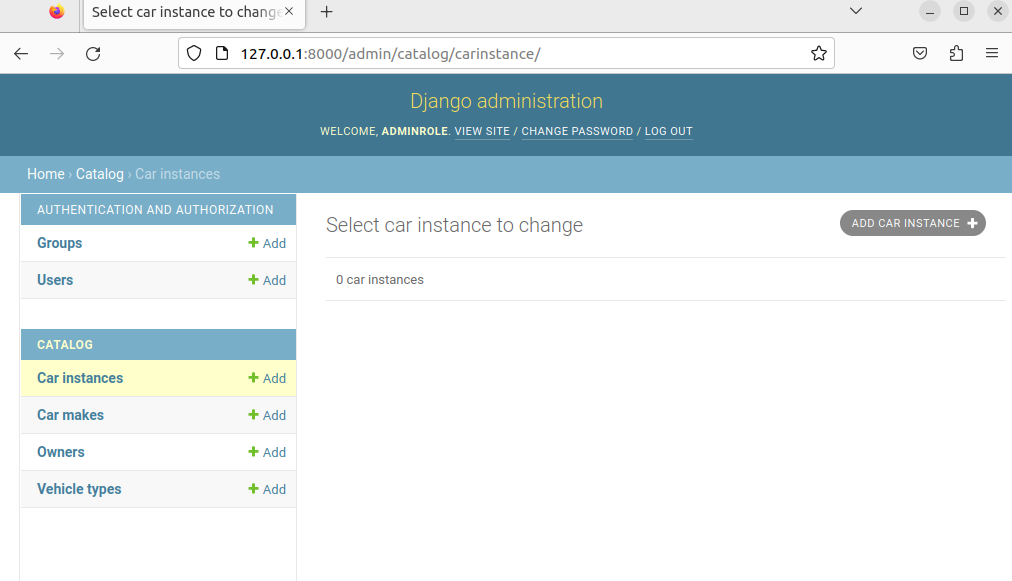 Select car instance to change
127.0.0.1:8000/admin/catalog/carinstance/
Django administration
WELCOME, ADMINROLE. VIEW SITE / CHANGE PASSWORD / LOG OUT
Home › Catalog › Car instances
AUTHENTICATION AND AUTHORIZATION
Groups Add
Users Add
CATALOG
Car instances Add
Car makes Add
Owners Add
Vehicle types Add
Select car instance to change
ADD CAR INSTANCE
0 car instances